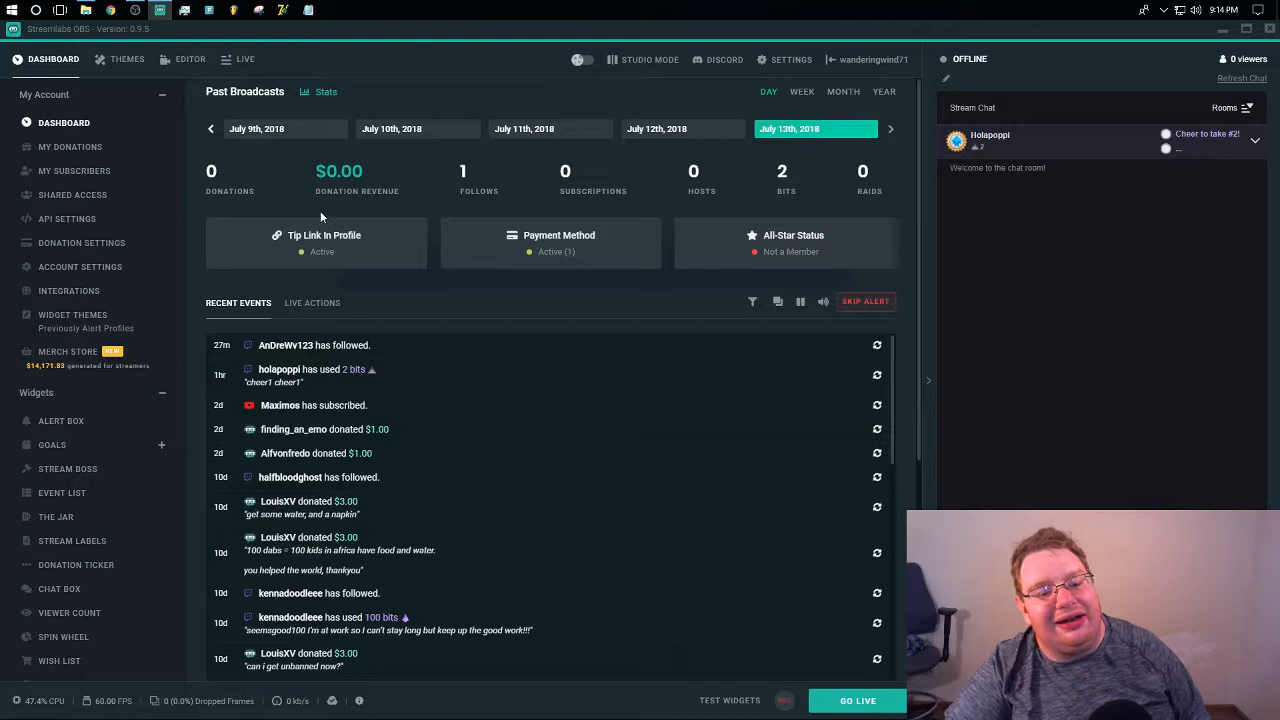 9:14 PM
Streamlabs OBS - Version: 0.9.5
DASHBOARD THEMES EDITOR LIVE STUDIO MODE DISCORD SETTINGS wanderingwind71
OFFLINE 0 viewers
Refresh Chat
My Account
DASHBOARD
MY DONATIONS
MY SUBSCRIBERS
SHARED ACCESS
API SETTINGS
DONATION SETTINGS
ACCOUNT SETTINGS
INTEGRATIONS
WIDGET THEMES
Previously Alert Profiles
MERCH STORE NEW
$14,171.83 generated for streamers
Widgets
ALERT BOX
GOALS
STREAM BOSS
EVENT LIST
THE JAR
STREAM LABELS
DONATION TICKER
CHAT BOX
VIEWER COUNT
SPIN WHEEL
WISH LIST
Past Broadcasts Stats DAY WEEK MONTH YEAR
July 9th, 2018 July 10th, 2018 July 11th, 2018 July 12th, 2018 July 13th, 2018
0 $0.00 1 0 0 2 0
DONATIONS DONATION REVENUE FOLLOWS SUBSCRIPTIONS HOSTS BITS RAIDS
Tip Link In Profile Payment Method All-Star Status
Active Active (1) Not a Member
RECENT EVENTS LIVE ACTIONS SKIP ALERT
27m AnDreWv123 has followed.
1hr holapoppi has used 2 bits
"cheer1 cheer1"
2d Maximos has subscribed.
2d finding_an_emo donated $1.00
2d Alfvonfredo donated $1.00
10d halfbloodghost has followed.
10d LouisXV donated $3.00
"get some water, and a napkin"
10d LouisXV donated $3.00
"100 dabs = 100 kids in africa have food and water.
you helped the world, thankyou"
10d kennadoodleee has followed.
10d kennadoodleee has used 100 bits
"seemsgood100 I'm at work so I can't stay long but keep up the good work!!!"
10d LouisXV donated $3.00
"can i get unbanned now?"
Stream Chat Rooms
Holapoppi Cheer to take #2!
2 ...
Welcome to the chat room!
47.4% CPU 60.00 FPS 0 (0.0%) Dropped Frames 0 kb/s TEST WIDGETS REC GO LIVE